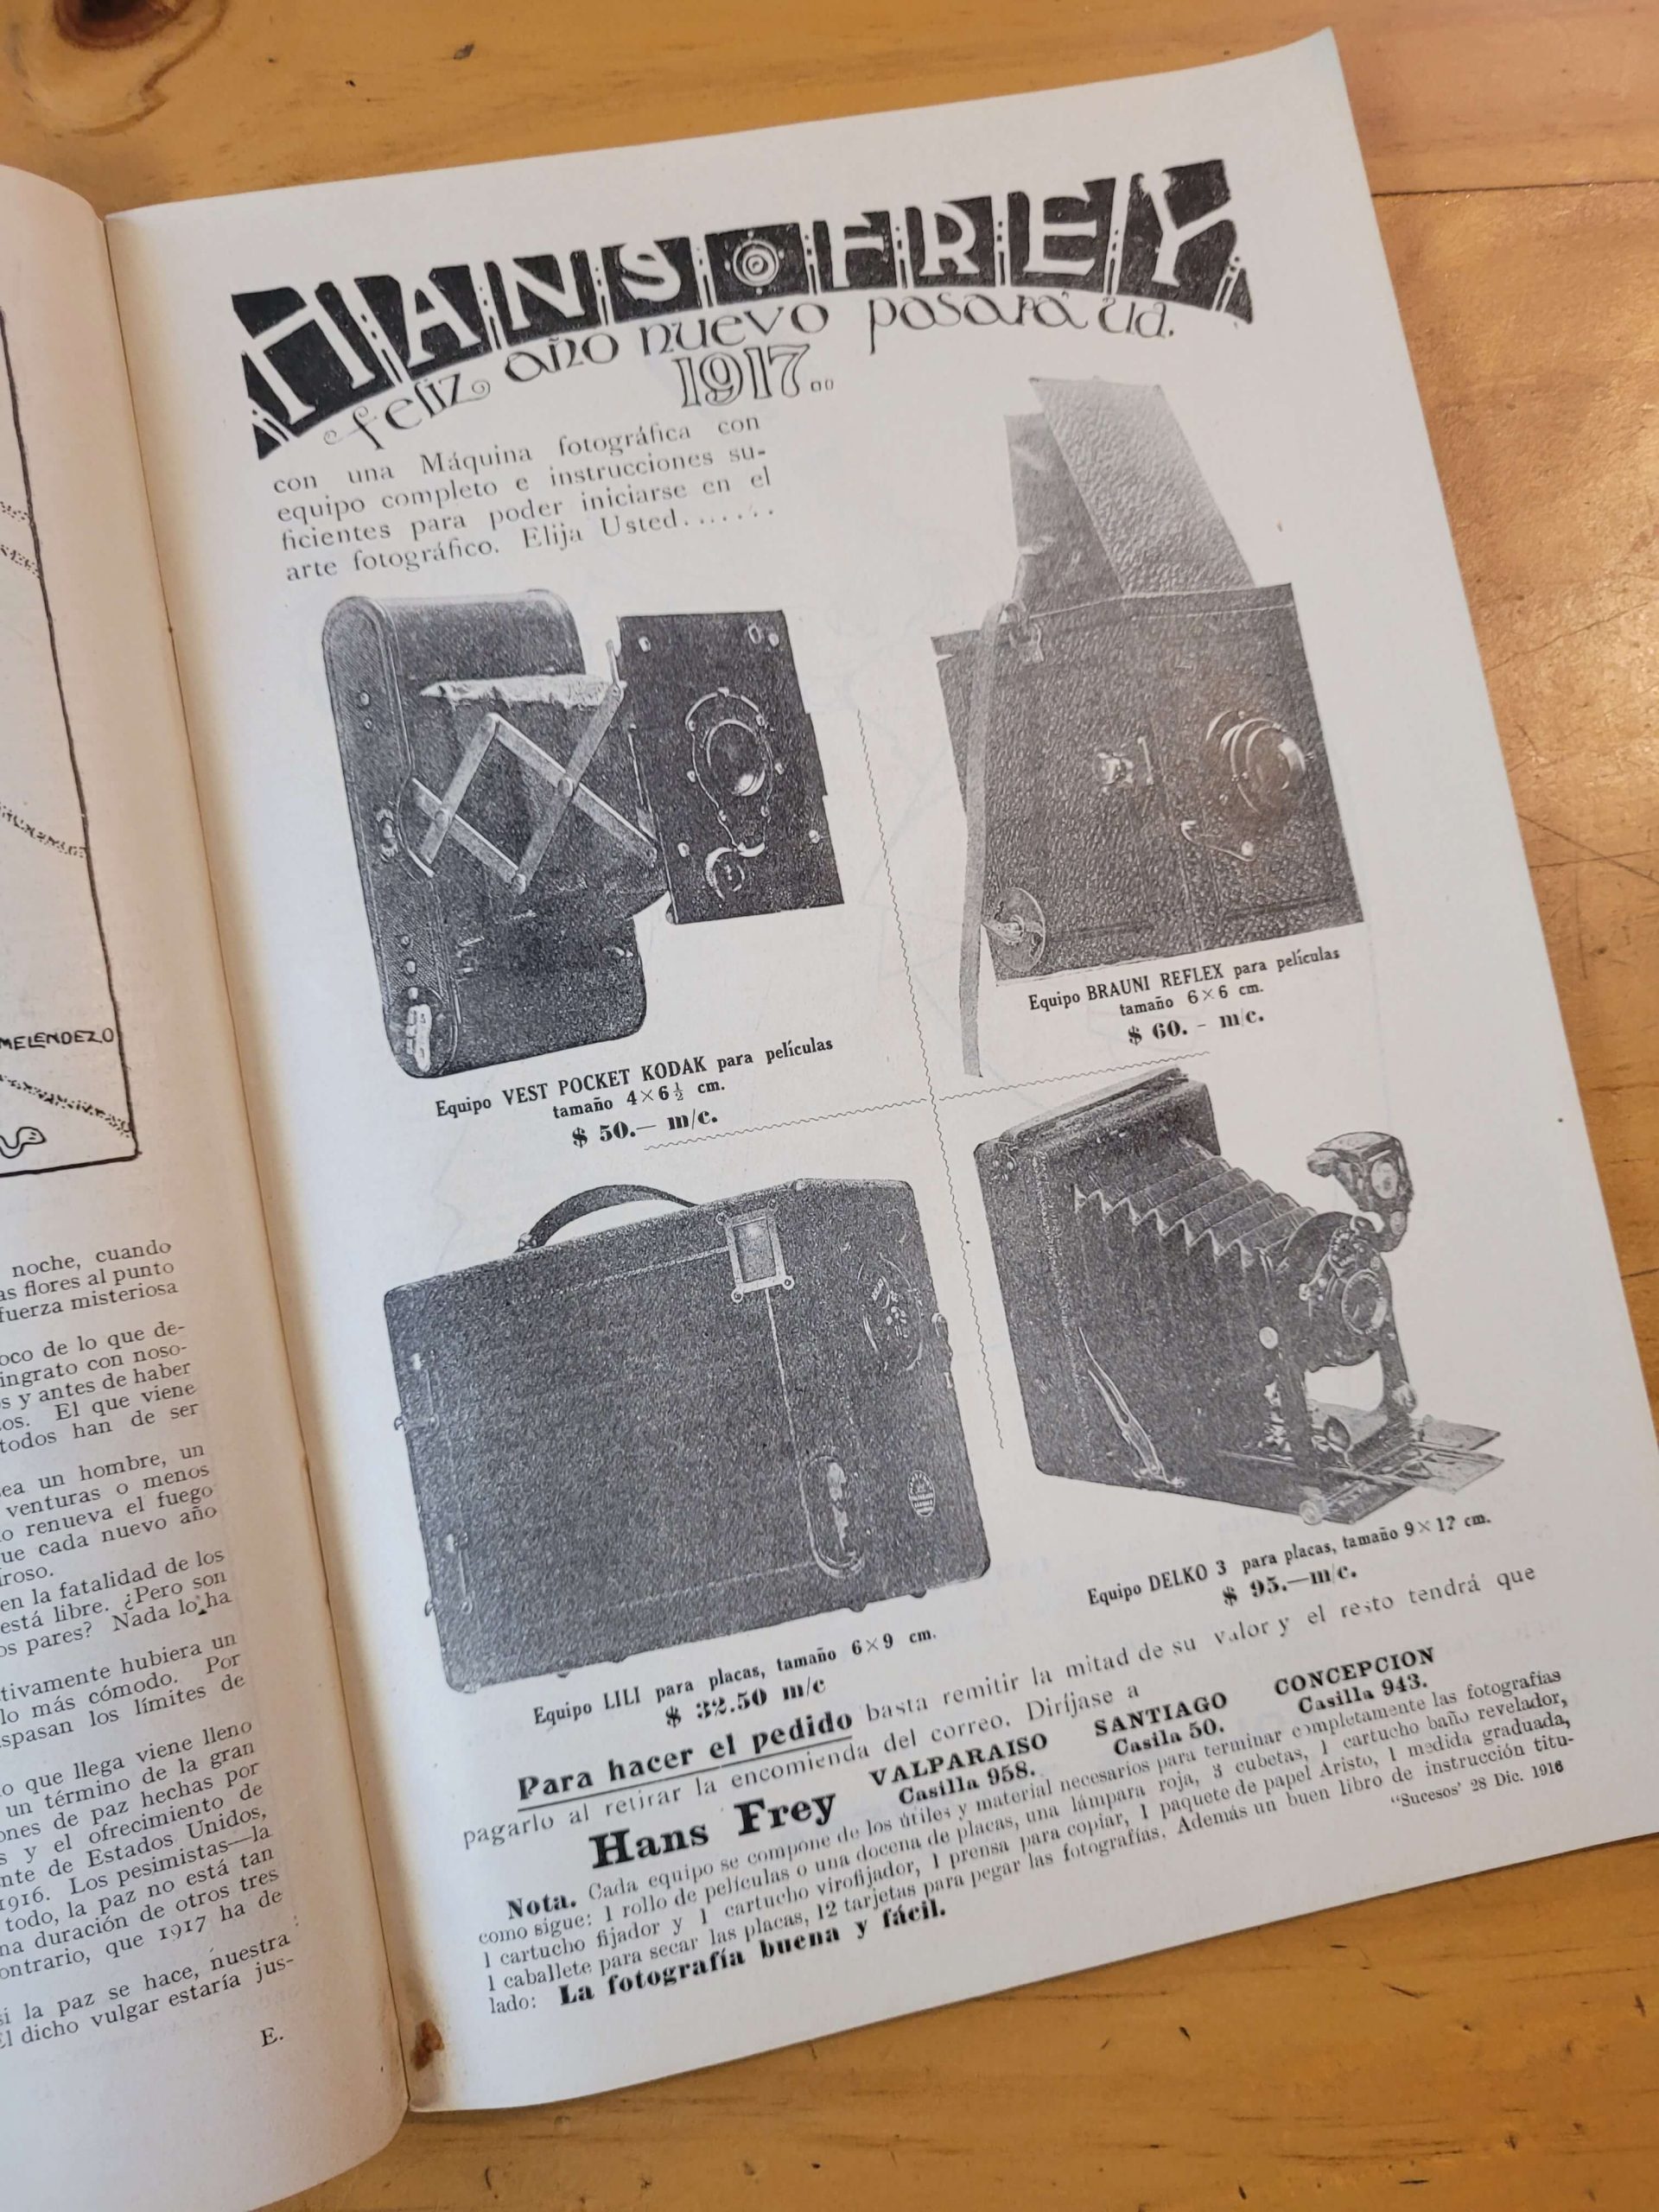 MELENDEZ.O
noche, cuando
as flores al punto
fuerza misteriosa
oco de lo que de-
ingrato con noso-
s y antes de haber
os. El que viene
todos han de ser
ea un hombre, un
venturas o menos
o renueva el fuego
ue cada nuevo año
iroso.
en la fatalidad de los
está libre. ¿Pero son
os pares? Nada lo ha
tivamente hubiera un
lo más cómodo. Por
spasan los límites de
o que llega viene lleno
un término de la gran
ones de paz hechas por
s y el ofrecimiento de
nte de Estados Unidos,
1916. Los pesimistas—la
todo, la paz no está tan
na duración de otros tres
ontrario, que 1917 ha de
si la paz se hace, nuestra
El dicho vulgar estaría jus-
E.
HANS FREY
feliz año nuevo pasará Ud.
1917
con una Máquina fotográfica con
equipo completo e instrucciones su-
ficientes para poder iniciarse en el
arte fotográfico. Elija Usted.......
Equipo VEST POCKET KODAK para películas
tamaño 4×6½ cm.
$ 50.— m/c.
Equipo BRAUNI REFLEX para películas
tamaño 6×6 cm.
$ 60. - m/c.
Equipo LILI para placas, tamaño 6×9 cm.
$ 32.50 m/c
Equipo DELKO 3 para placas, tamaño 9×12 cm.
$ 95.—m/c.
Para hacer el pedido basta remitir la mitad de su valor y el resto tendrá que
pagarlo al retirar la encomienda del correo. Diríjase a
Hans Frey VALPARAISO SANTIAGO CONCEPCION
Casilla 958. Casila 50. Casilla 943.
Nota. Cada equipo se compone de los útiles y material necesarios para terminar completamente las fotografías
como sigue: 1 rollo de películas o una docena de placas, una lámpara roja, 3 cubetas, 1 cartucho baño revelador,
1 cartucho fijador y 1 cartucho virofijador, 1 prensa para copiar, 1 paquete de papel Aristo, 1 medida graduada,
1 caballete para secar las placas, 12 tarjetas para pegar las fotografías. Además un buen libro de instrucción titu-
lado: La fotografía buena y fácil.
“Sucesos' 28 Dic. 1916